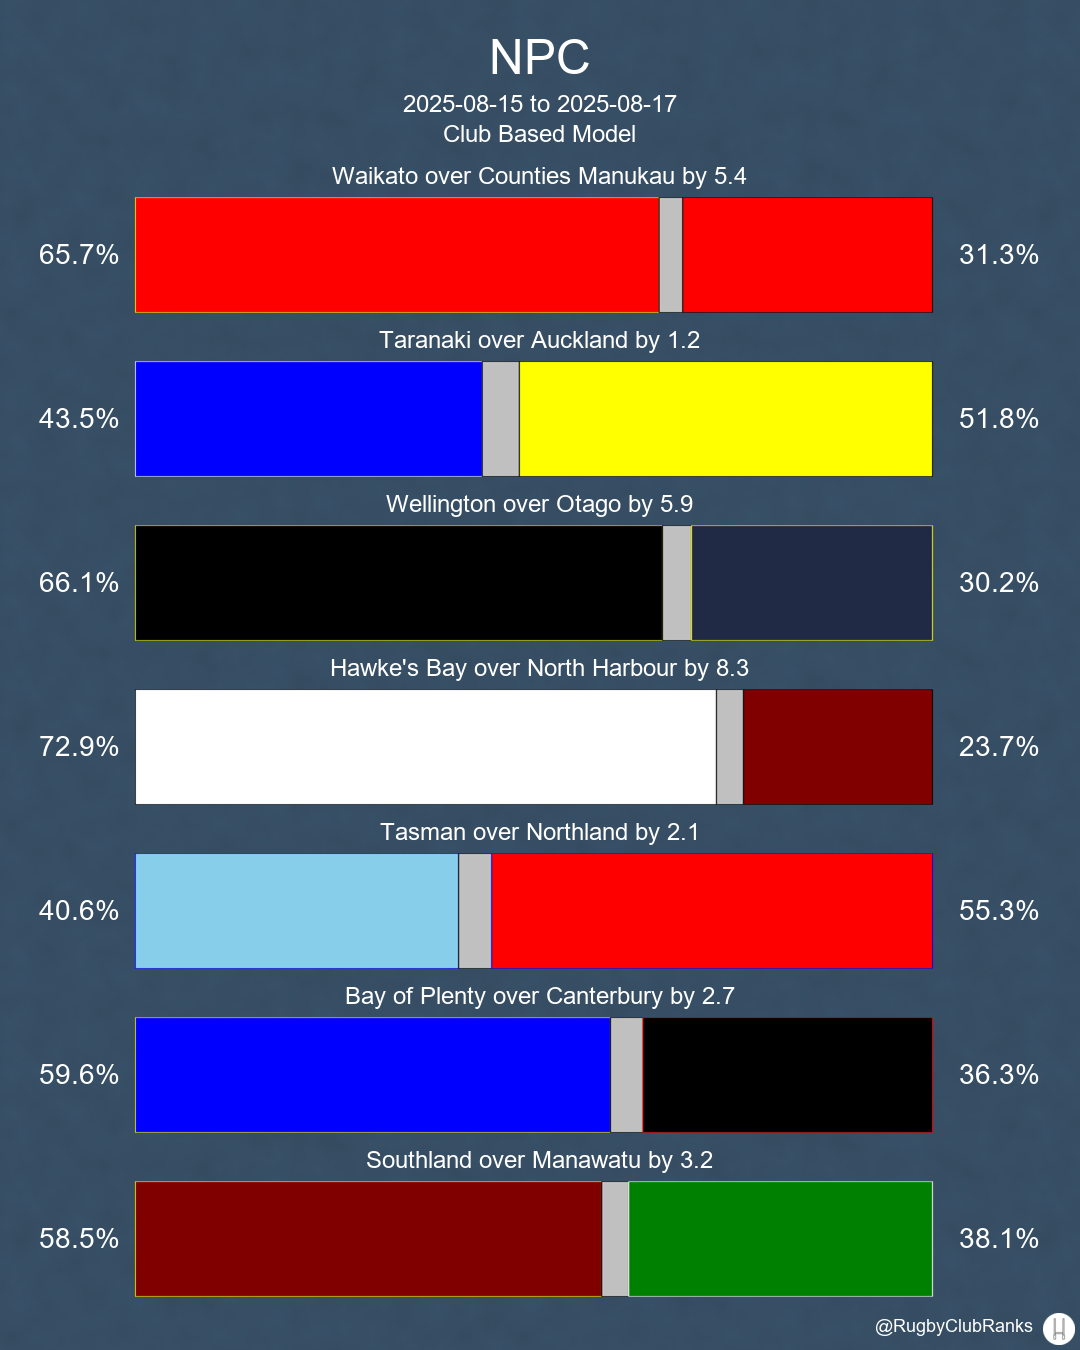 NPC
2025-08-15 to 2025-08-17
Club Based Model
Waikato over Counties Manukau by 5.4
65.7%
31.3%
Taranaki over Auckland by 1.2
43.5%
51.8%
Wellington over Otago by 5.9
66.1%
30.2%
Hawke's Bay over North Harbour by 8.3
72.9%
23.7%
Tasman over Northland by 2.1
40.6%
55.3%
Bay of Plenty over Canterbury by 2.7
59.6%
36.3%
Southland over Manawatu by 3.2
58.5%
38.1%
@RugbyClubRanks